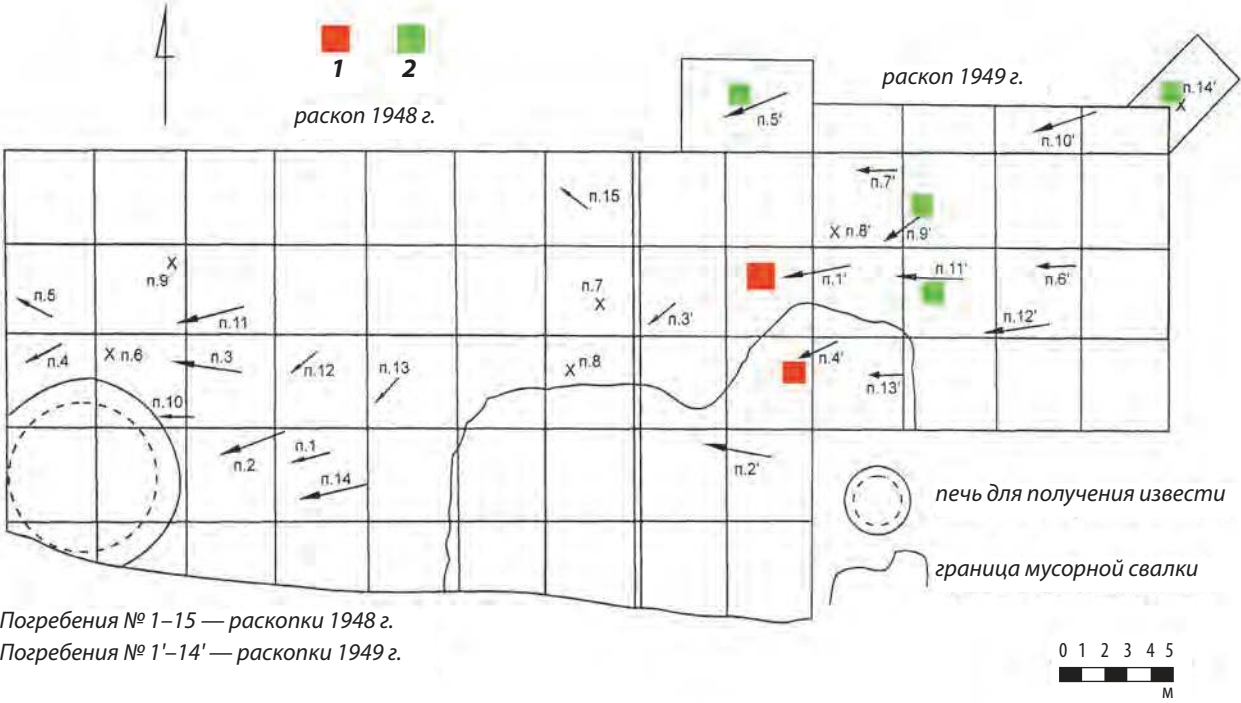 1 2
раскоп 1948 г.
раскоп 1949 г.
п.14'
п.5'
п.10'
п.7'
п.15
п.8'
п.9'
п.9
п.7
п.1'
п.11'
п.6'
п.5
п.11
п.3'
п.12'
п.4
п.6
п.3
п.12
п.13
п.8
п.4'
п.13'
п.10
п.2
п.1
п.14
п.2'
печь для получения извести
граница мусорной свалки
Погребения № 1–15 — раскопки 1948 г.
Погребения № 1'–14' — раскопки 1949 г.
0 1 2 3 4 5
м